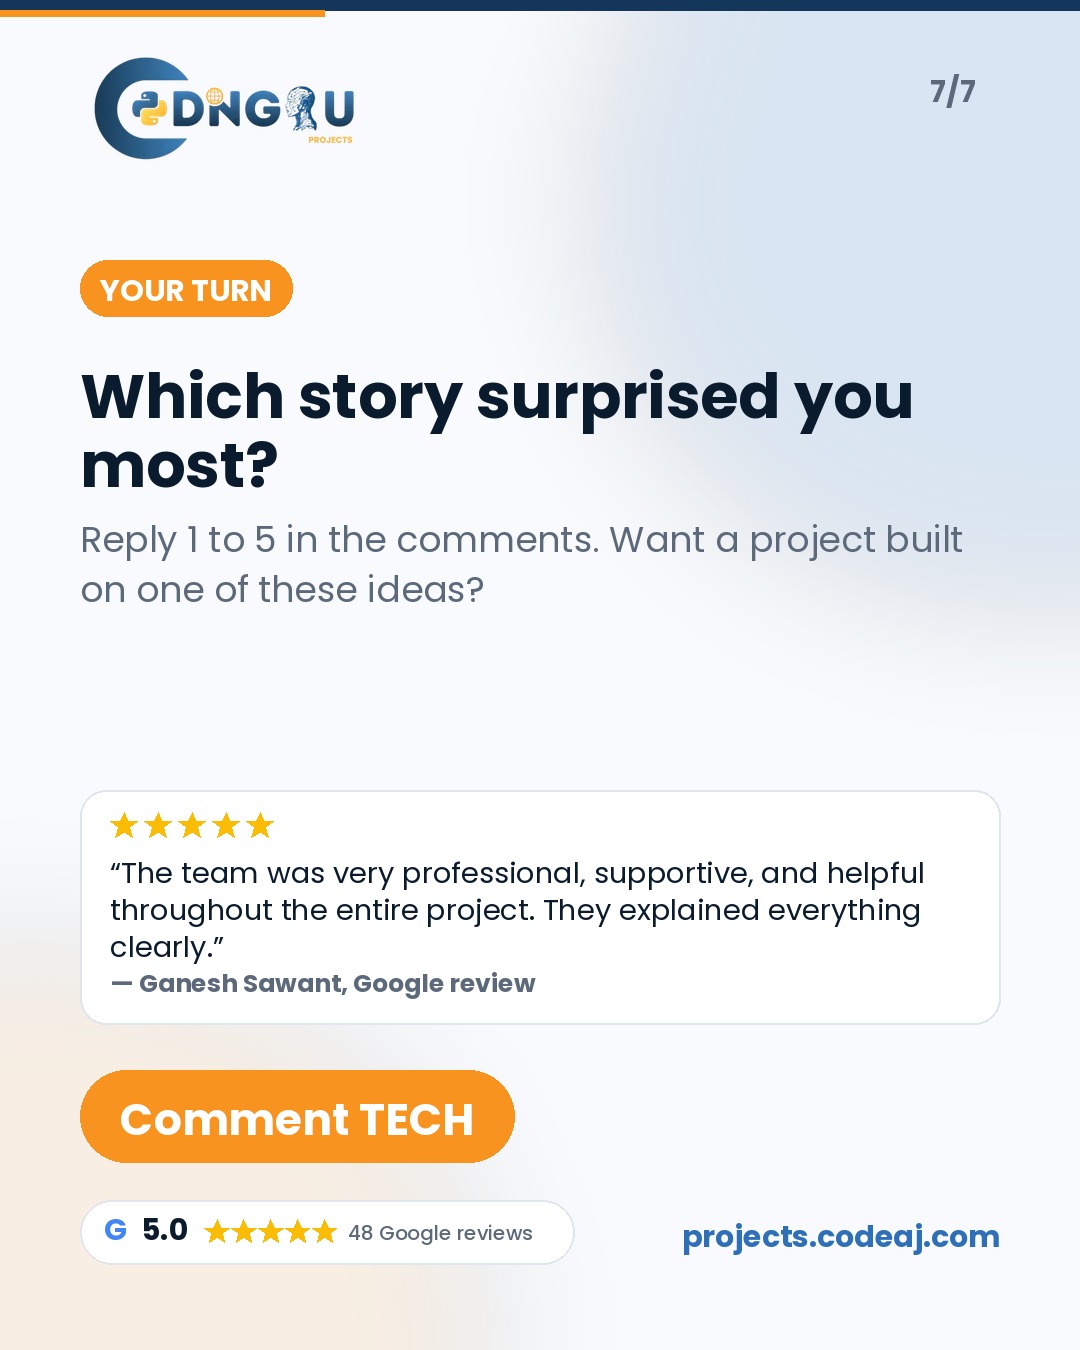 CDNGJU
PROJECTS
7/7
YOUR TURN
Which story surprised you
most?
Reply 1 to 5 in the comments. Want a project built
on one of these ideas?
“The team was very professional, supportive, and helpful
throughout the entire project. They explained everything
clearly.”
— Ganesh Sawant, Google review
Comment TECH
G 5.0 48 Google reviews
projects.codeaj.com